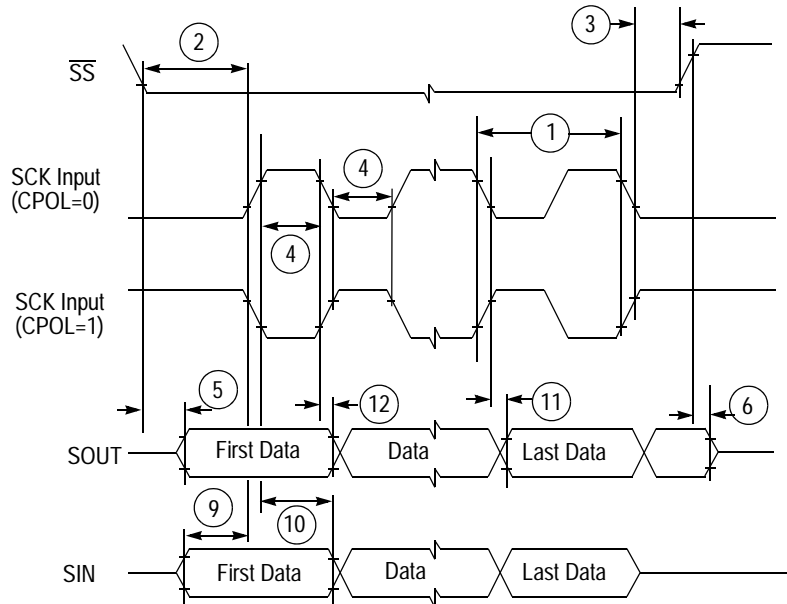 2
3
SS
1
SCK Input
(CPOL=0)
4
4
SCK Input
(CPOL=1)
5
12
11
6
SOUT
First Data
Data
Last Data
9
10
SIN
First Data
Data
Last Data